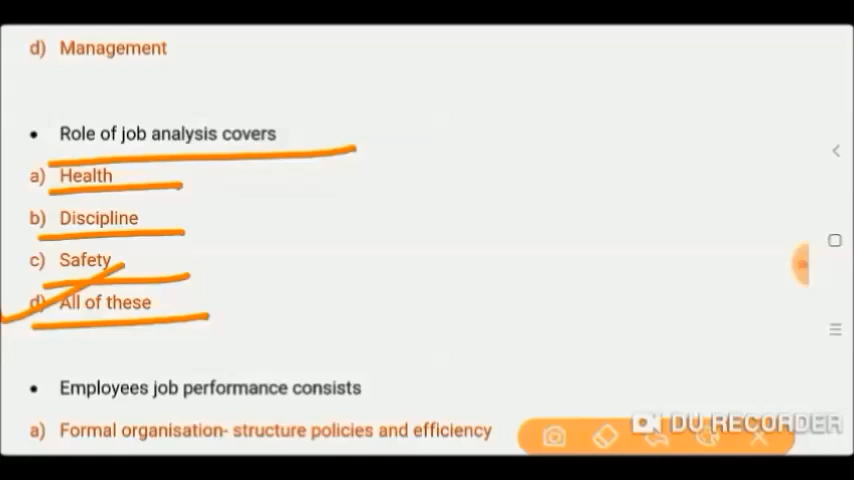 d) Management
• Role of job analysis covers
a) Health
b) Discipline
c) Safety
d) All of these
• Employees job performance consists
a) Formal organisation- structure policies and efficiency
DU RECORDER